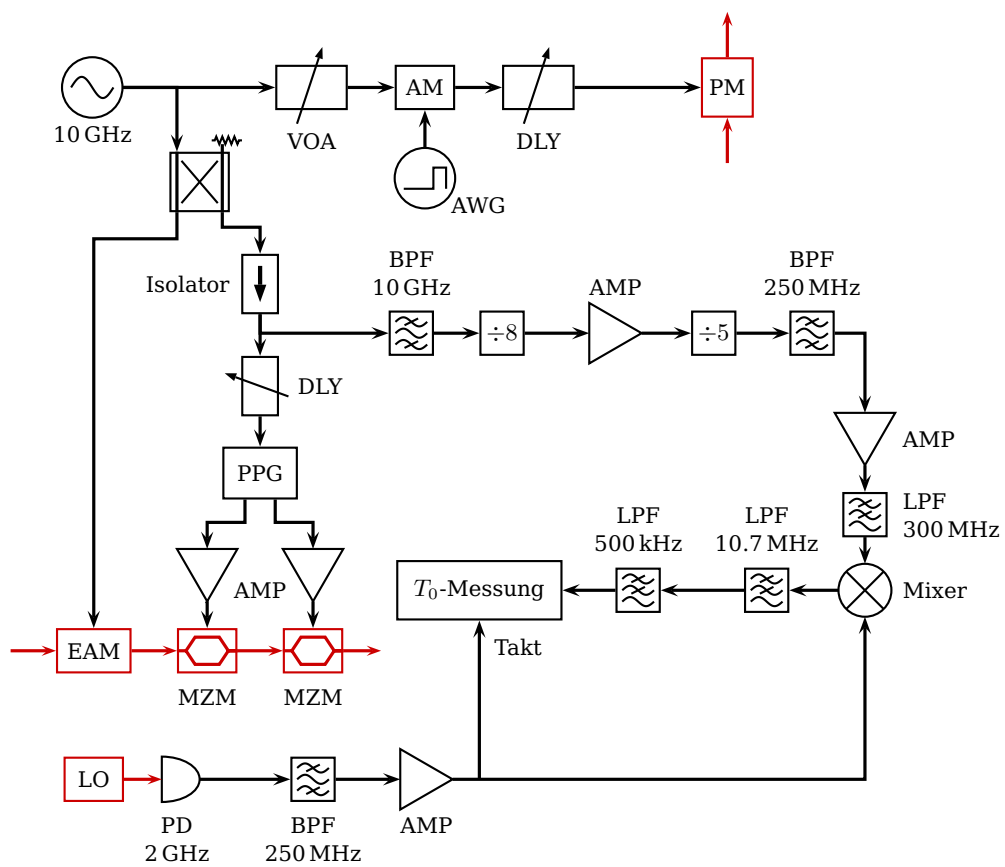 10 GHz
VOA
AM
AWG
DLY
PM
Isolator
BPF
10 GHz
÷8
AMP
÷5
BPF
250 MHz
DLY
AMP
PPG
LPF
300 MHz
LPF
10.7 MHz
LPF
500 kHz
Mixer
T₀-Messung
Takt
AMP
EAM
MZM
MZM
LO
PD
2 GHz
BPF
250 MHz
AMP